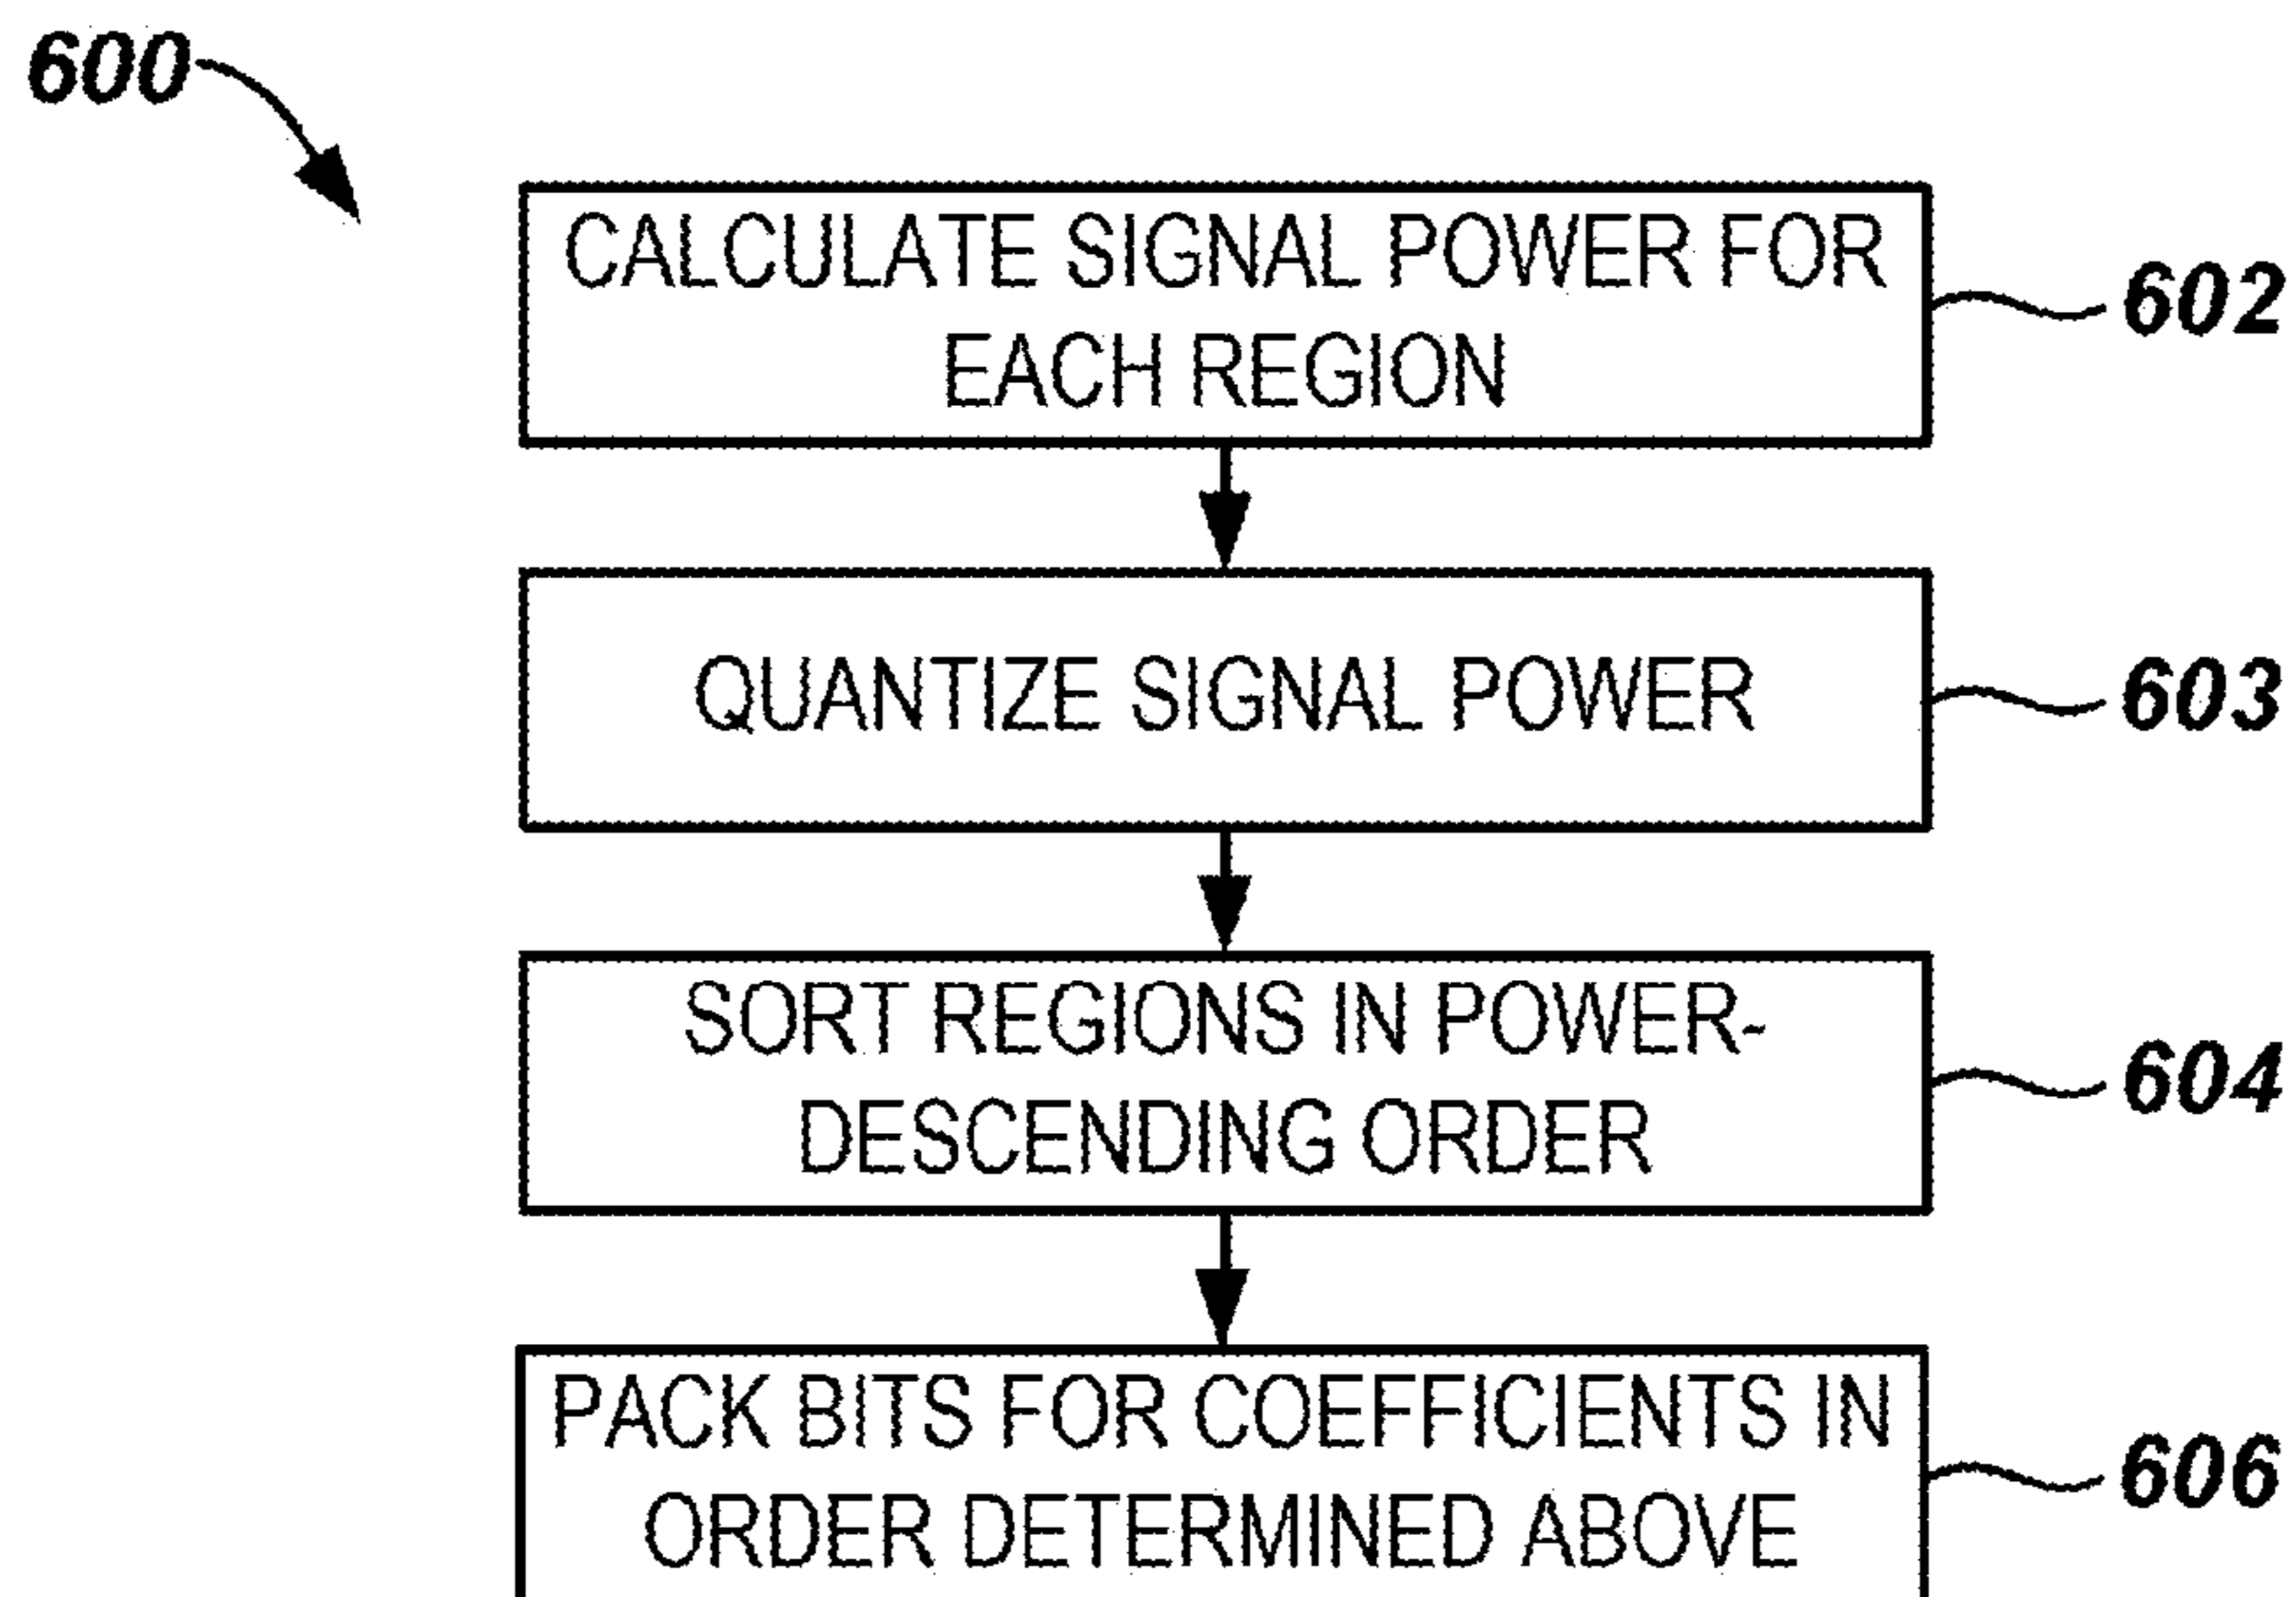 600
CALCULATE SIGNAL POWER FOR
EACH REGION
602
QUANTIZE SIGNAL POWER
603
SORT REGIONS IN POWER-
DESCENDING ORDER
604
PACK BITS FOR COEFFICIENTS IN
ORDER DETERMINED ABOVE
606